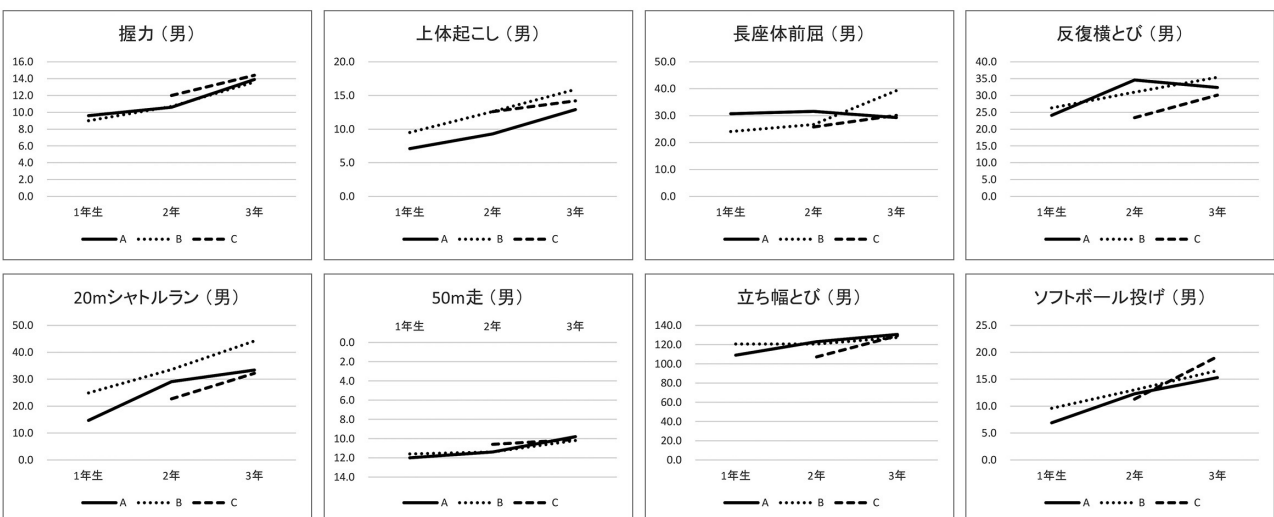 握力（男）
16.0
14.0
12.0
10.0
8.0
6.0
4.0
2.0
0.0
1年生 2年 3年
A B C
上体起こし（男）
20.0
15.0
10.0
5.0
0.0
1年生 2年 3年
A B C
長座体前屈（男）
50.0
40.0
30.0
20.0
10.0
0.0
1年生 2年 3年
A B C
反復横とび（男）
40.0
35.0
30.0
25.0
20.0
15.0
10.0
5.0
0.0
1年生 2年 3年
A B C
20mシャトルラン（男）
50.0
40.0
30.0
20.0
10.0
0.0
1年生 2年 3年
A B C
50m走（男）
1年生 2年 3年
0.0
2.0
4.0
6.0
8.0
10.0
12.0
14.0
A B C
立ち幅とび（男）
140.0
120.0
100.0
80.0
60.0
40.0
20.0
0.0
1年生 2年 3年
A B C
ソフトボール投げ（男）
25.0
20.0
15.0
10.0
5.0
0.0
1年生 2年 3年
A B C